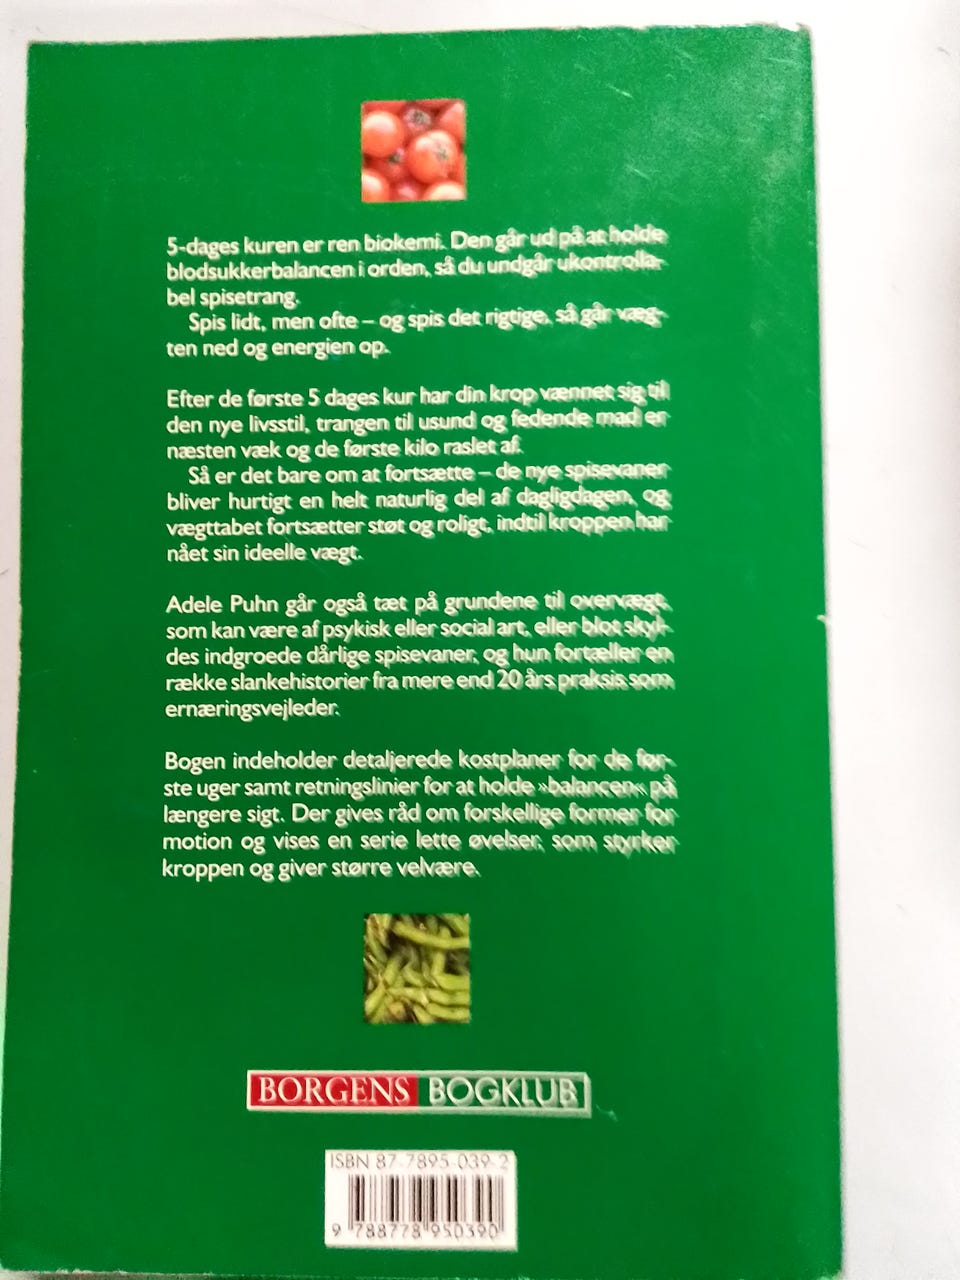 5-dages kuren er ren biokemi. Den går ud på at holde
blodsukkerbalancen i orden, så du undgår ukontrolla-
bel spisetrang.
Spis lidt, men ofte – og spis det rigtige, så går væg-
ten ned og energien op.
Efter de første 5 dages kur har din krop vænnet sig til
den nye livsstil, trangen til usund og fedende mad er
næsten væk og de første kilo raslet af.
Så er det bare om at fortsætte – de nye spisevaner
bliver hurtigt en helt naturlig del af dagligdagen, og
vægttabet fortsætter støt og roligt, indtil kroppen har
nået sin ideelle vægt.
Adele Puhn går også tæt på grundene til overvægt,
som kan være af psykisk eller social art, eller blot skyl-
des indgroede dårlige spisevaner, og hun fortæller en
række slankehistorier fra mere end 20 års praksis som
ernæringsvejleder.
Bogen indeholder detaljerede kostplaner for de før-
ste uger samt retningslinier for at holde »balancen« på
længere sigt. Der gives råd om forskellige former for
motion og vises en serie lette øvelser, som styrker
kroppen og giver større velvære.
BORGENS BOGKLUB
ISBN 87-7895-039-2
9 788778 950390